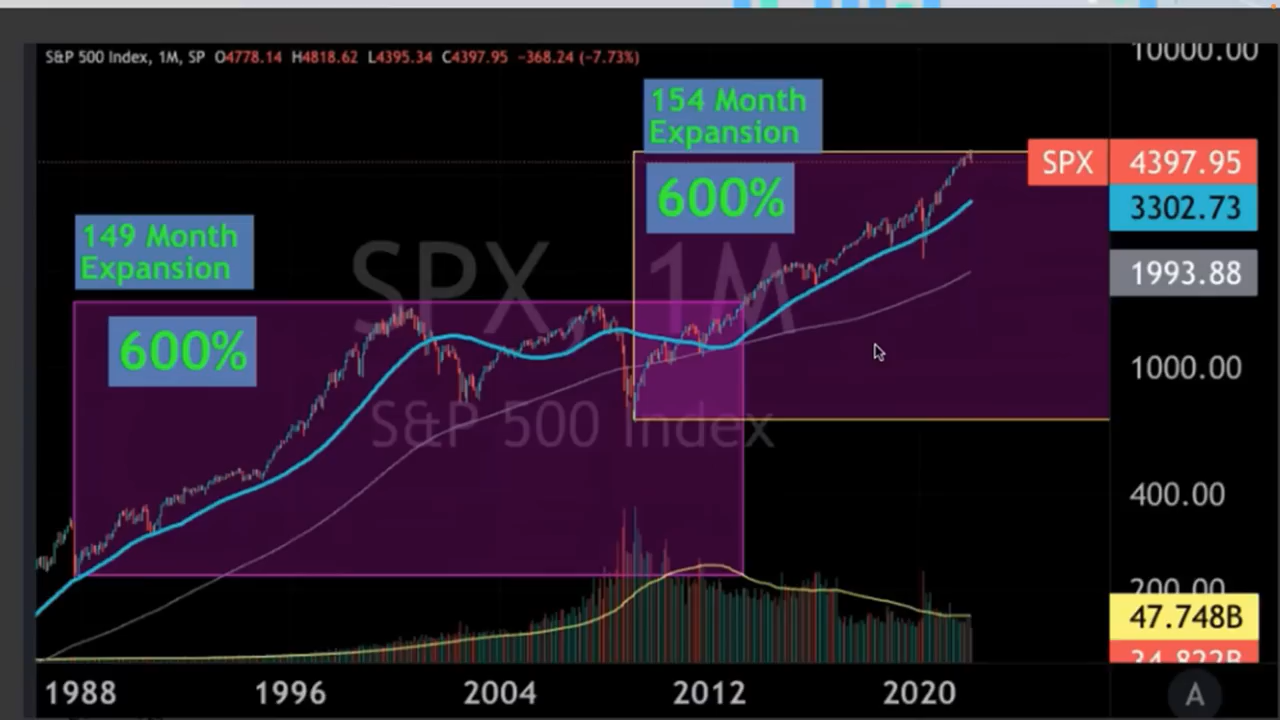 S&P 500 Index, 1M, SP O4778.14 H4818.62 L4395.34 C4397.95 −368.24 (−7.73%)
10000.00
154 Month
Expansion
SPX 4397.95
600%
3302.73
149 Month
Expansion
SPX, 1M
1993.88
600%
1000.00
S&P 500 Index
400.00
200.00
47.748B
34.822B
1988 1996 2004 2012 2020
A